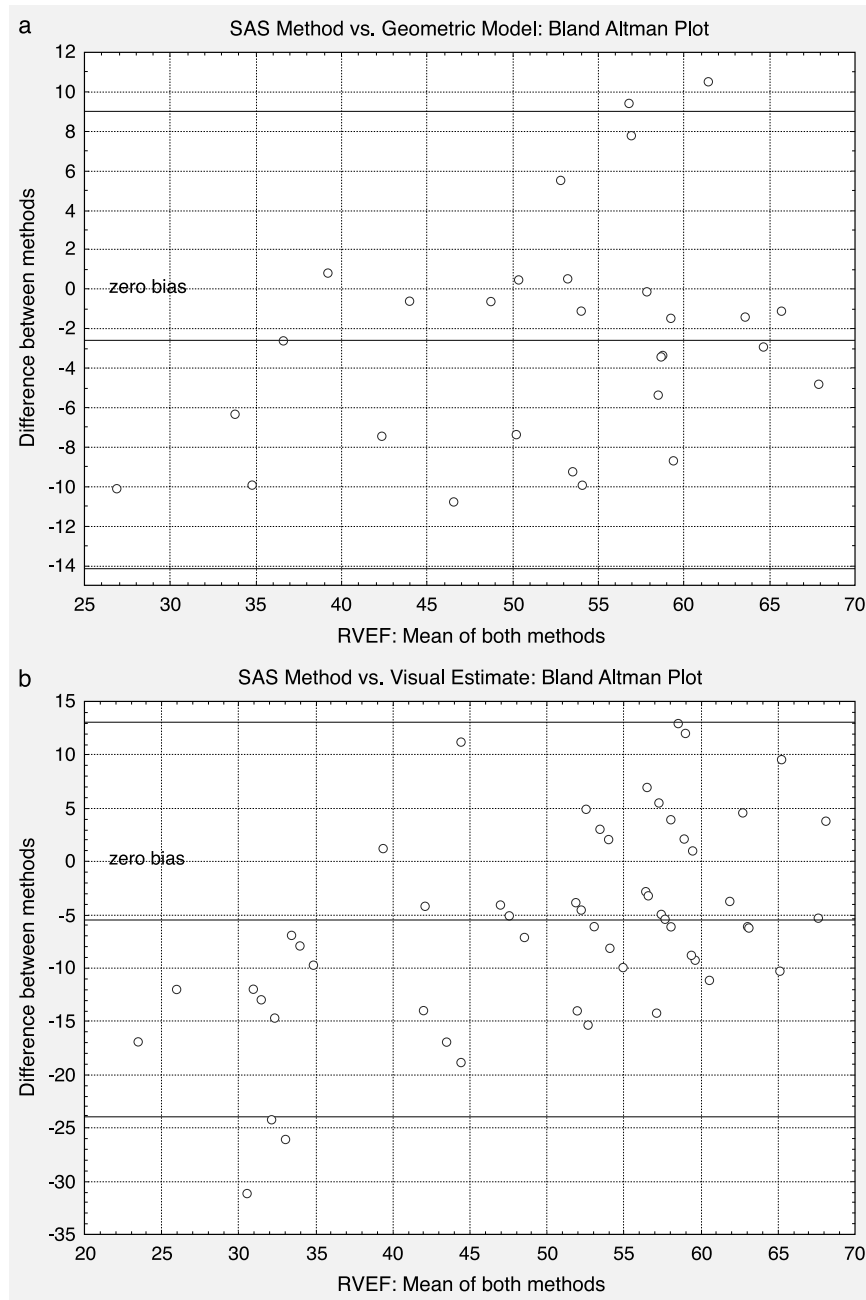 a
SAS Method vs. Geometric Model: Bland Altman Plot
12
10
8
6
4
2
0
-2
-4
-6
-8
-10
-12
-14
zero bias
Difference between methods
25 30 35 40 45 50 55 60 65 70
RVEF: Mean of both methods
b
SAS Method vs. Visual Estimate: Bland Altman Plot
15
10
5
0
-5
-10
-15
-20
-25
-30
-35
zero bias
Difference between methods
20 25 30 35 40 45 50 55 60 65 70
RVEF: Mean of both methods